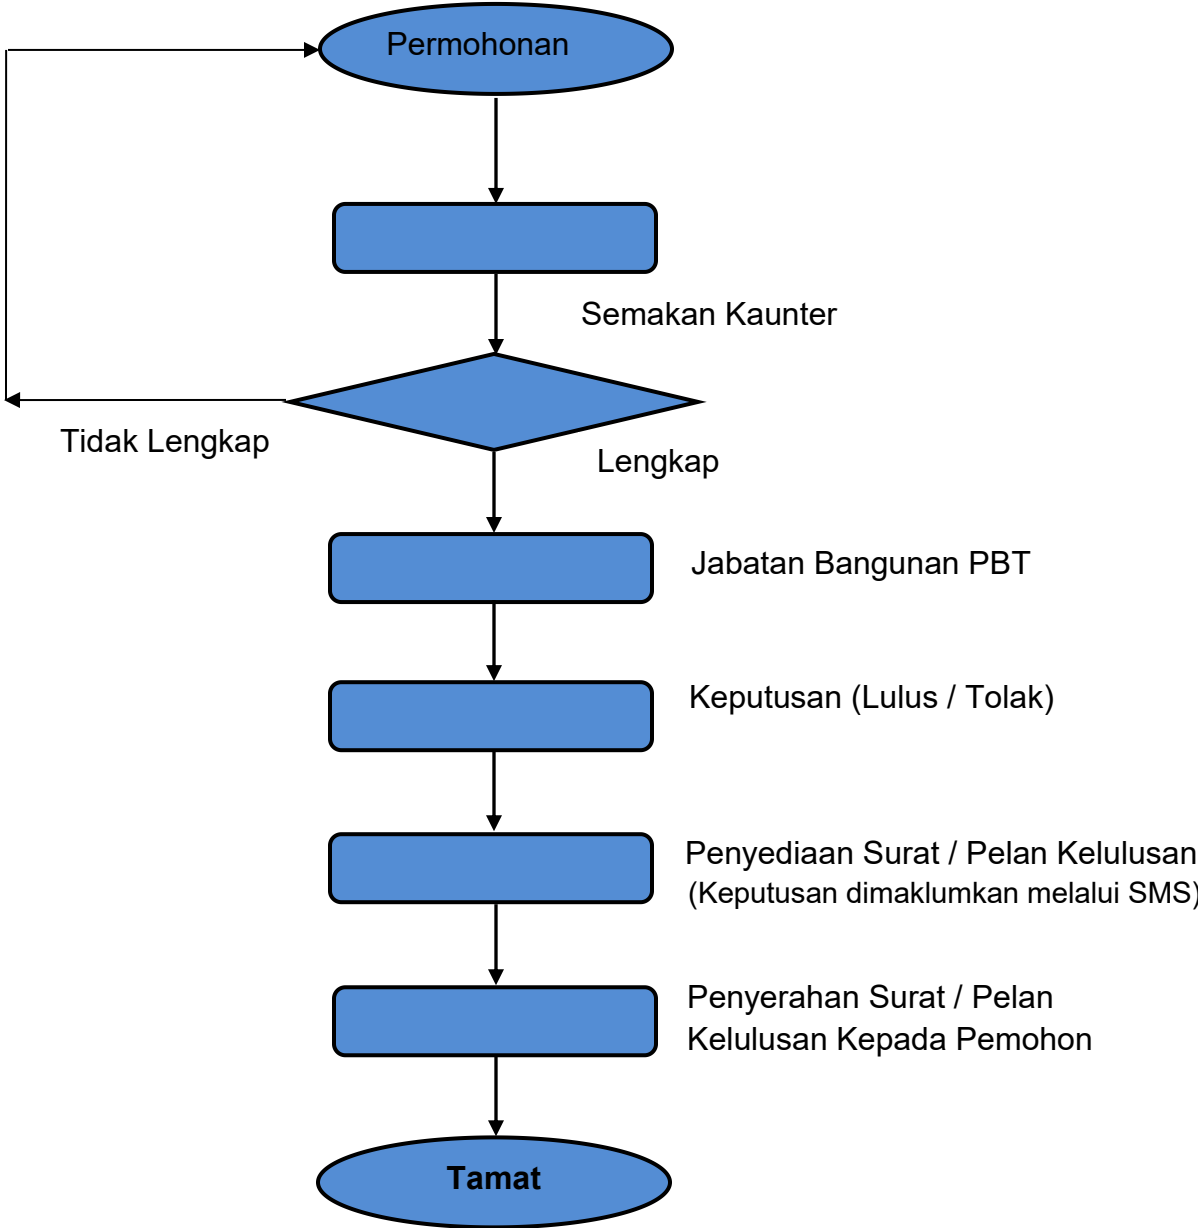 Permohonan
Semakan Kaunter
Tidak Lengkap
Lengkap
Jabatan Bangunan PBT
Keputusan (Lulus / Tolak)
Penyediaan Surat / Pelan Kelulusan
(Keputusan dimaklumkan melalui SMS)
Penyerahan Surat / Pelan
Kelulusan Kepada Pemohon
Tamat